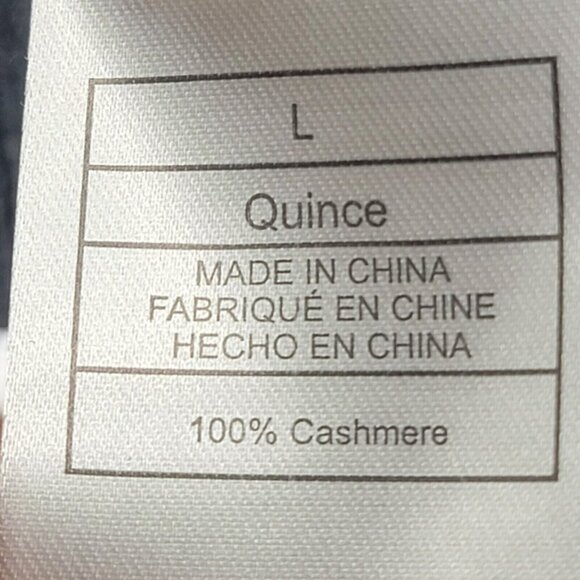 L
Quince
MADE IN CHINA
FABRIQUÉ EN CHINE
HECHO EN CHINA
100% Cashmere